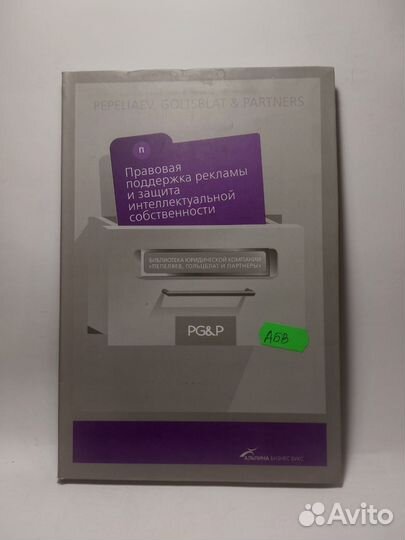 PEPELIAEV, GOLTSBLAT & PARTNERS
П
Правовая
поддержка рекламы
и защита
интеллектуальной
собственности
БИБЛИОТЕКА ЮРИДИЧЕСКОЙ КОМПАНИИ
«ПЕПЕЛЯЕВ, ГОЛЬЦБЛАТ И ПАРТНЕРЫ»
PG&P
АБВ
АЛЬПИНА БИЗНЕС БУКС
Avito